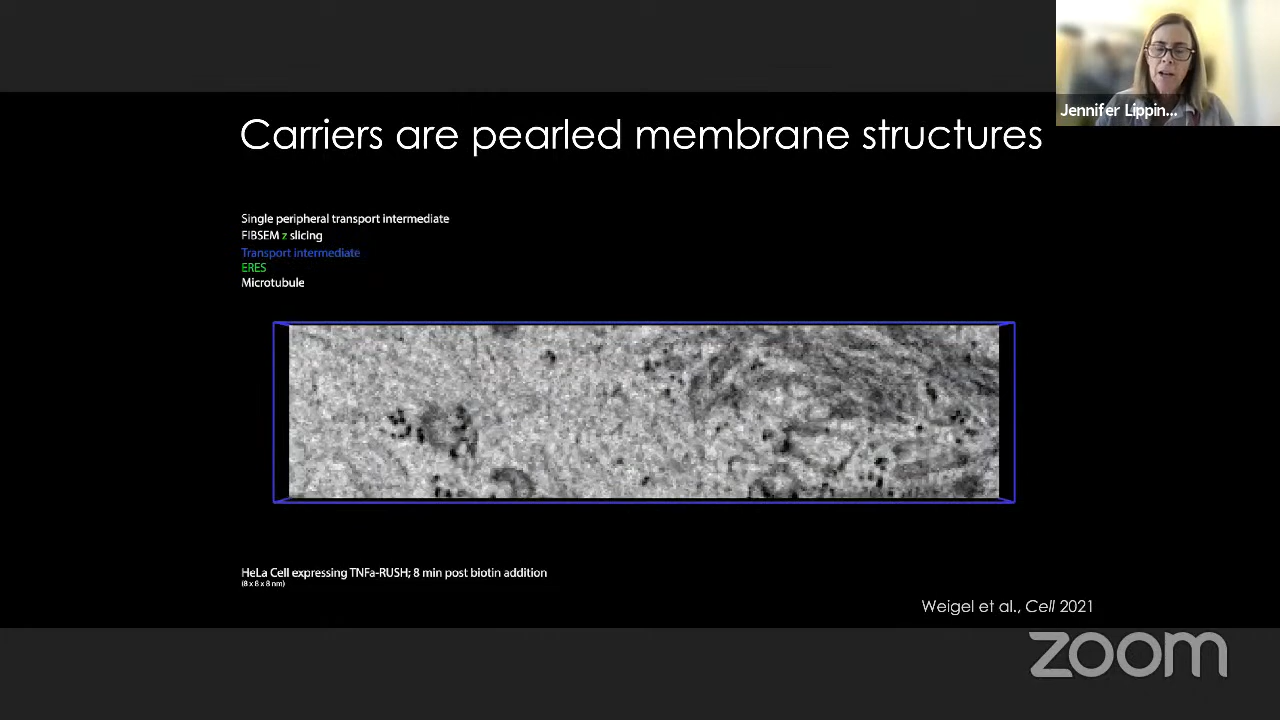 Jennifer Lippin...
Carriers are pearled membrane structures
Single peripheral transport intermediate
FIBSEM z slicing
Transport intermediate
ERES
Microtubule
HeLa Cell expressing TNFa-RUSH; 8 min post biotin addition
(8 x 8 x 8 nm)
Weigel et al., Cell 2021
zoom